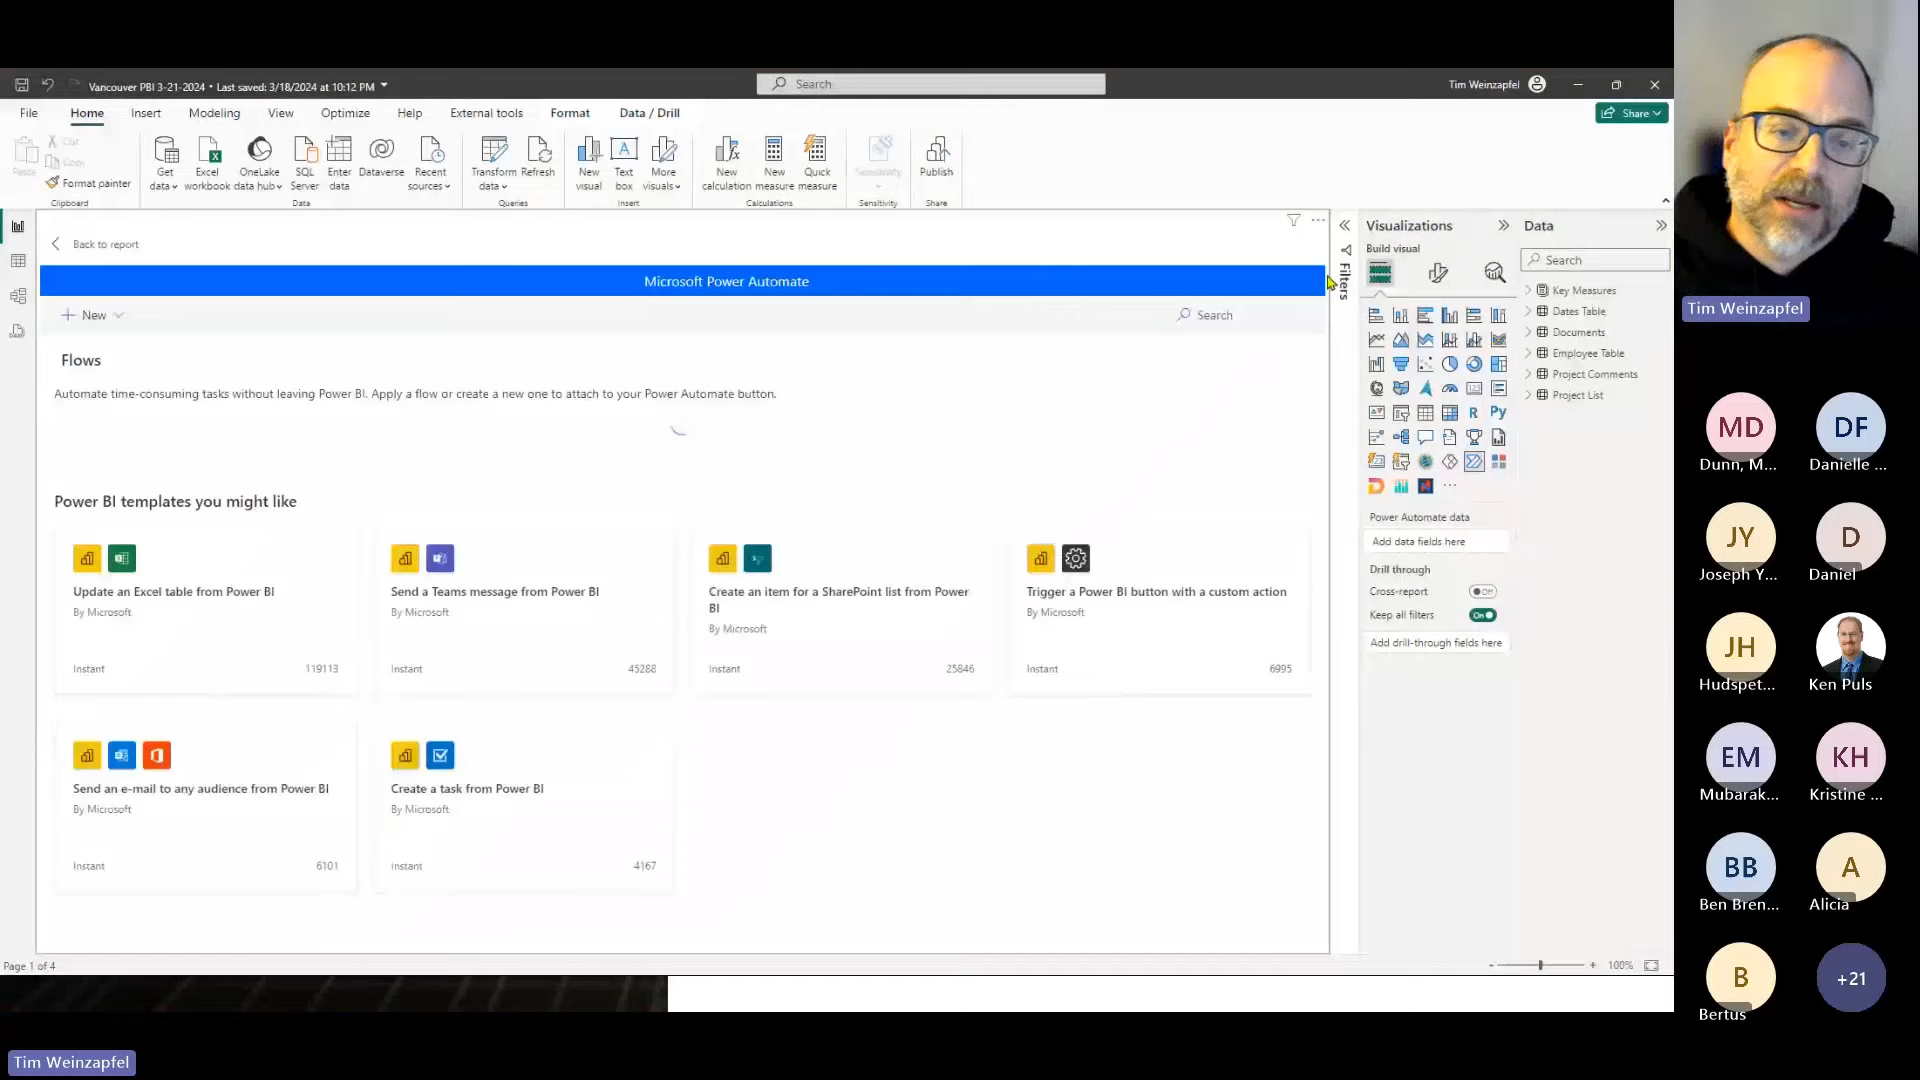 Vancouver PBI 3-21-2024 • Last saved: 3/18/2024 at 10:12 PM
Search
Tim Weinzapfel
File
Home
Insert
Modeling
View
Optimize
Help
External tools
Format
Data / Drill
Share
Paste
Cut
Copy
Format painter
Clipboard
Get data
Excel workbook
OneLake data hub
SQL Server
Enter data
Dataverse
Recent sources
Data
Transform data
Refresh
Queries
New visual
Text box
More visuals
Insert
New calculation
New measure
Quick measure
Calculations
Sensitivity
Sensitivity
Publish
Share
Back to report
Microsoft Power Automate
New
Search
Flows
Automate time-consuming tasks without leaving Power BI. Apply a flow or create a new one to attach to your Power Automate button.
Power BI templates you might like
Update an Excel table from Power BI
By Microsoft
Instant
119113
Send a Teams message from Power BI
By Microsoft
Instant
45288
Create an item for a SharePoint list from Power
BI
By Microsoft
Instant
25846
Trigger a Power BI button with a custom action
By Microsoft
Instant
6995
Send an e-mail to any audience from Power BI
By Microsoft
Instant
6101
Create a task from Power BI
By Microsoft
Instant
4167
Filters
Visualizations
Build visual
R
Py
123
Power Automate data
Add data fields here
Drill through
Cross-report
Off
Keep all filters
On
Add drill-through fields here
Data
Search
Key Measures
Dates Table
Documents
Employee Table
Project Comments
Project List
Page 1 of 4
100%
Tim Weinzapfel
MD
Dunn, M...
DF
Danielle ...
JY
Joseph Y...
D
Daniel
JH
Hudspet...
Ken Puls
EM
Mubarak...
KH
Kristine ...
BB
Ben Bren...
A
Alicia
B
Bertus
+21
Tim Weinzapfel